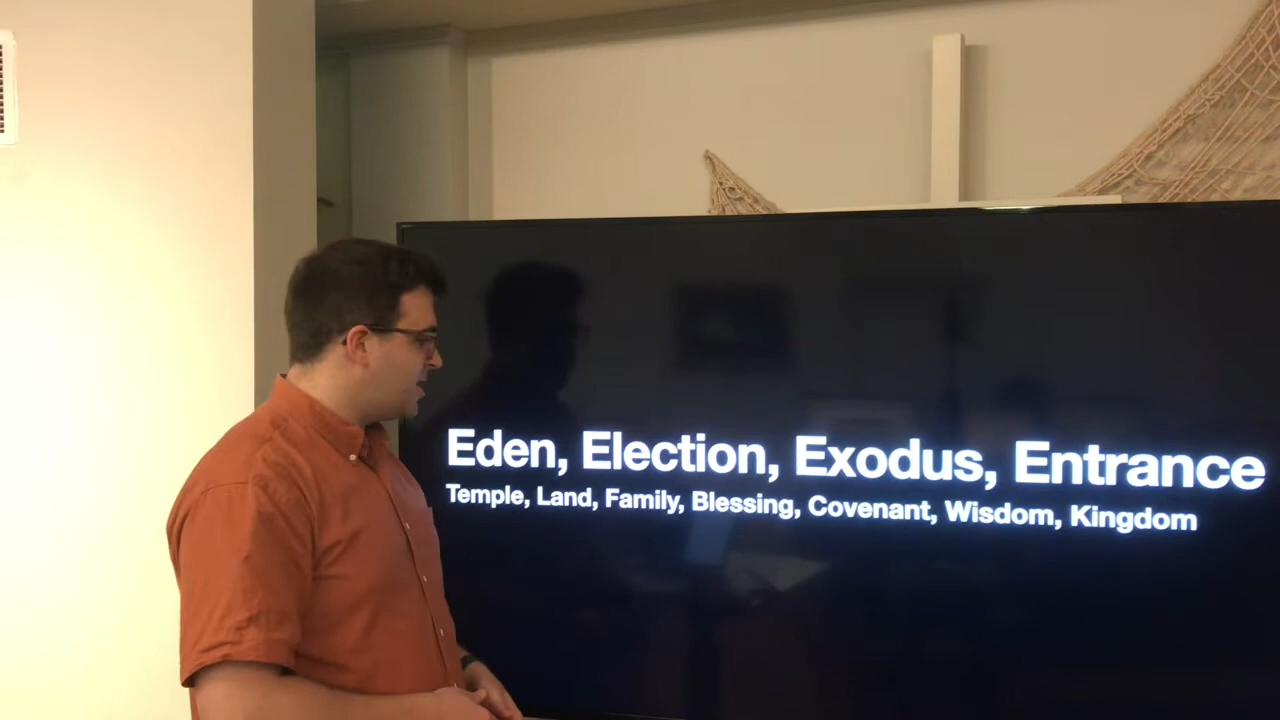 Eden, Election, Exodus, Entrance
Temple, Land, Family, Blessing, Covenant, Wisdom, Kingdom